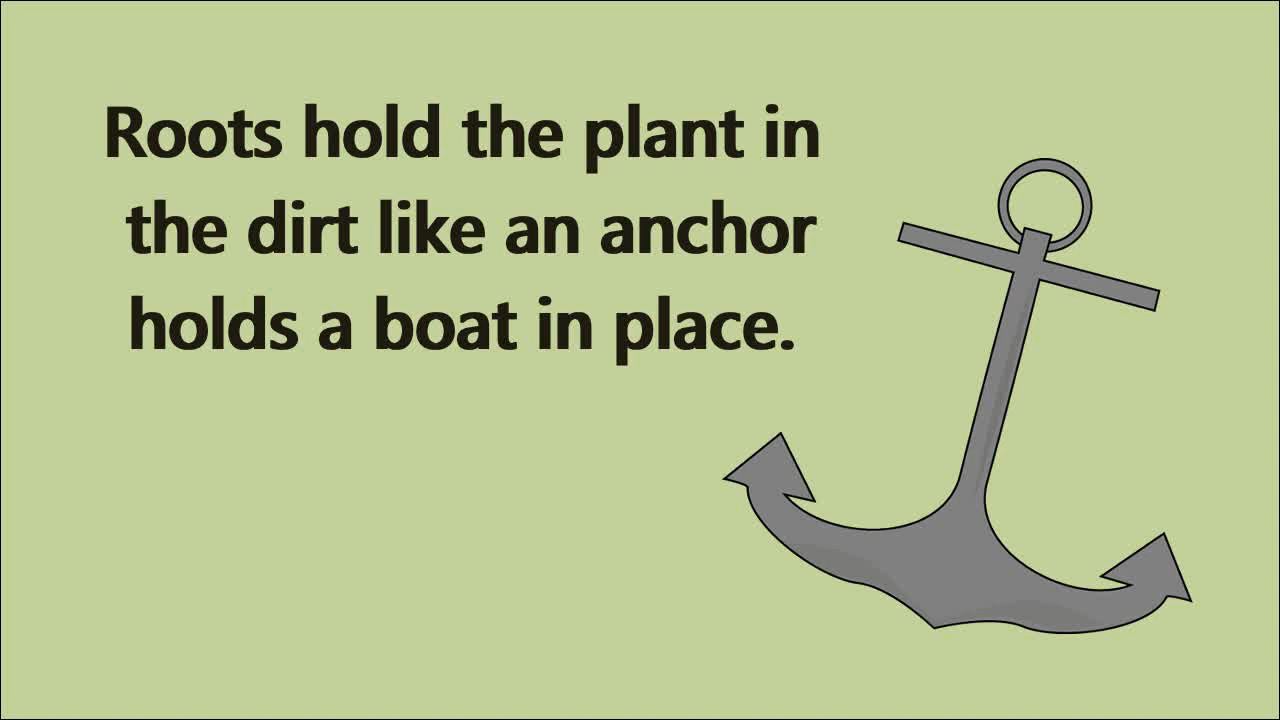 Roots hold the plant in
the dirt like an anchor
holds a boat in place.